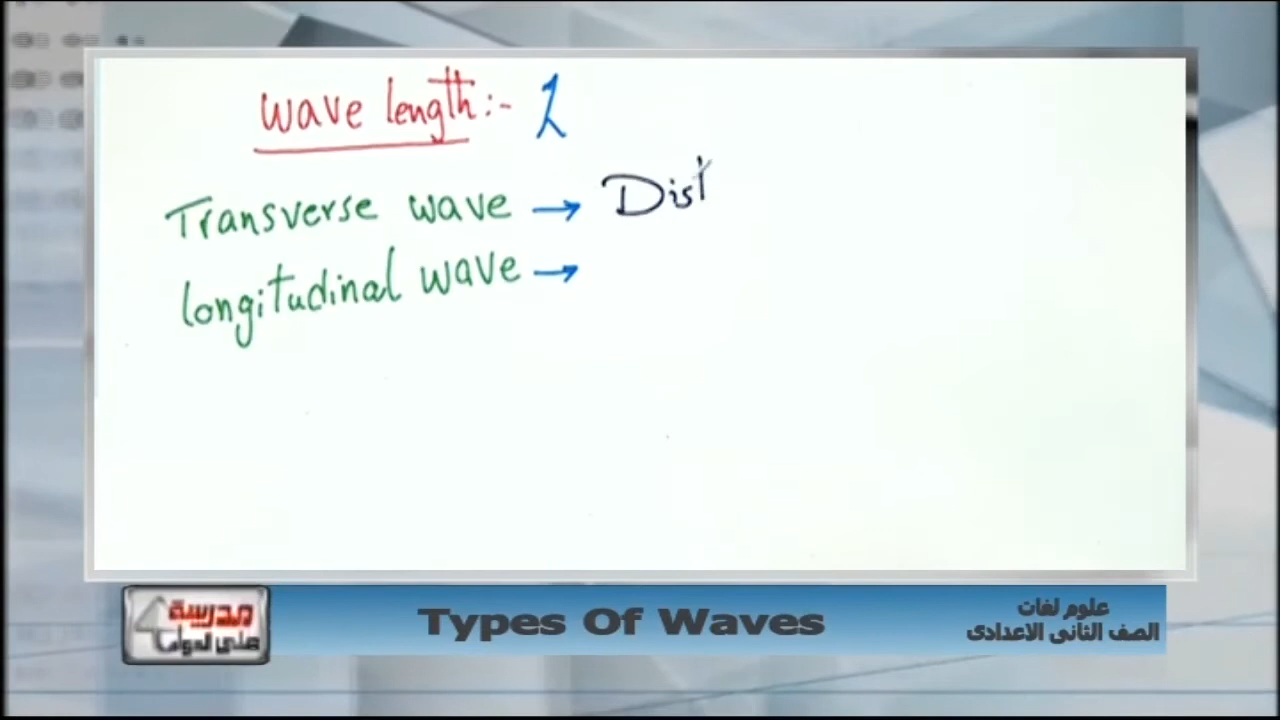 wave length:- λ
Transverse wave → Dist
longitudinal wave →
مدرسة
على الهواء
Types Of Waves
علوم لغات
الصف الثانى الاعدادى